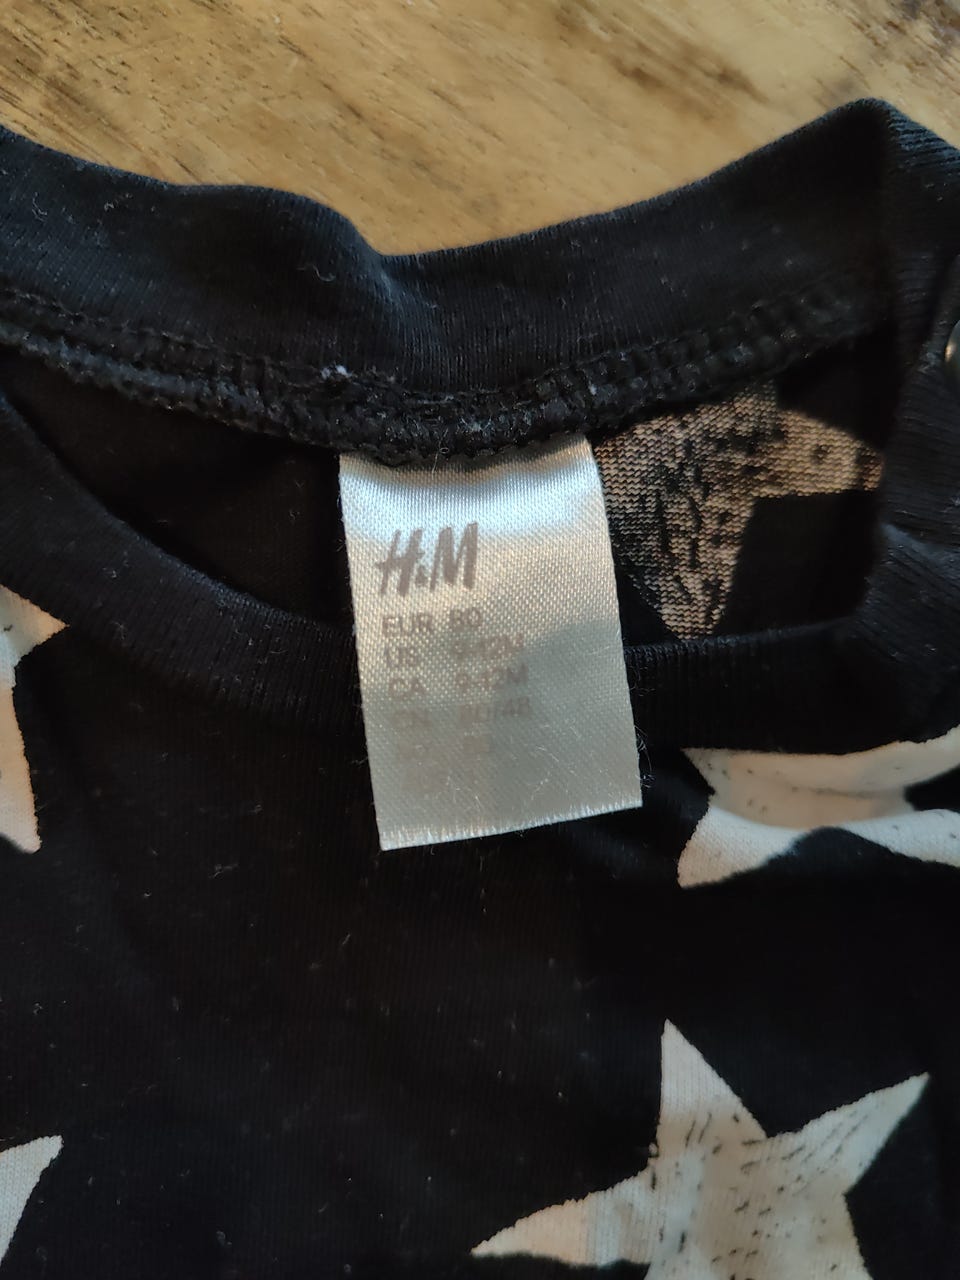 H&M
EUR 80
US 9-12M
CA 9-12M
CN 80/48